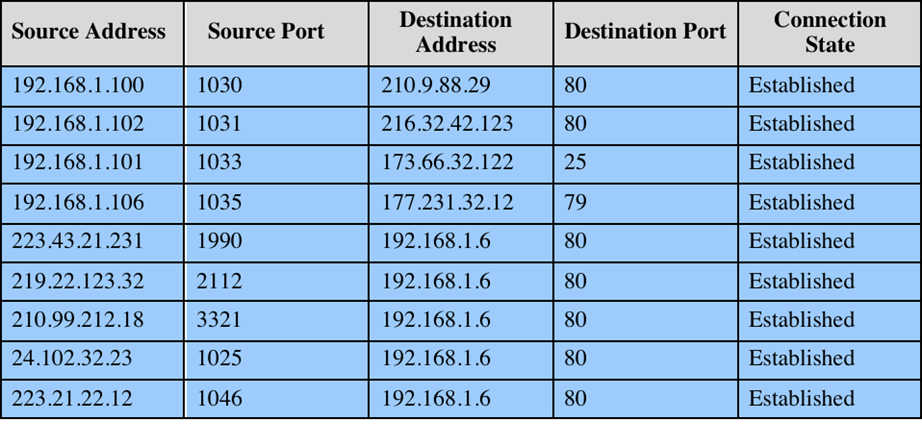 Source Address Source Port Destination Address Destination Port Connection State
192.168.1.100 1030 210.9.88.29 80 Established
192.168.1.102 1031 216.32.42.123 80 Established
192.168.1.101 1033 173.66.32.122 25 Established
192.168.1.106 1035 177.231.32.12 79 Established
223.43.21.231 1990 192.168.1.6 80 Established
219.22.123.32 2112 192.168.1.6 80 Established
210.99.212.18 3321 192.168.1.6 80 Established
24.102.32.23 1025 192.168.1.6 80 Established
223.21.22.12 1046 192.168.1.6 80 Established